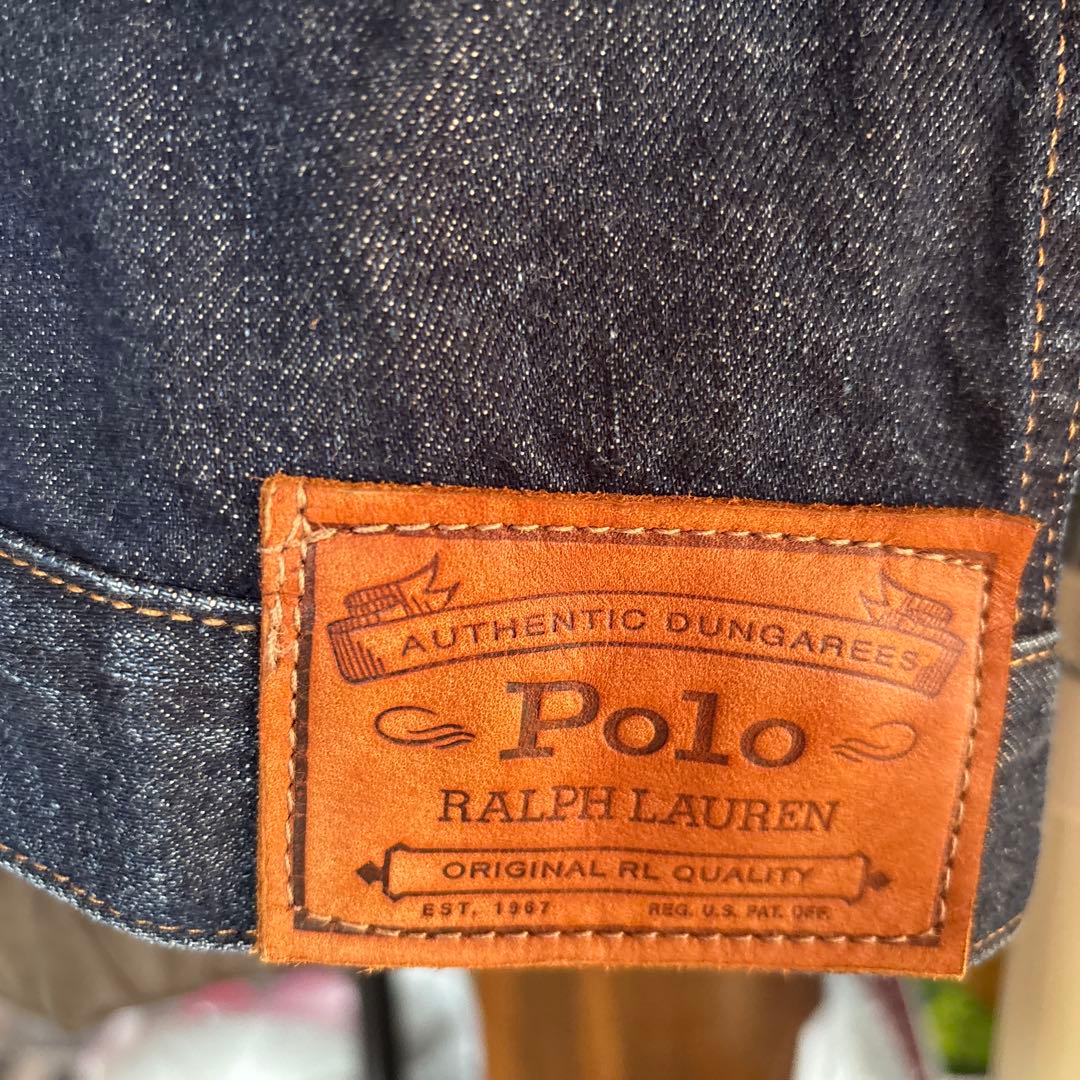 AUTHENTIC DUNGAREES
Polo
RALPH LAUREN
ORIGINAL RL QUALITY
EST. 1967 REG. U.S. PAT. OFF.